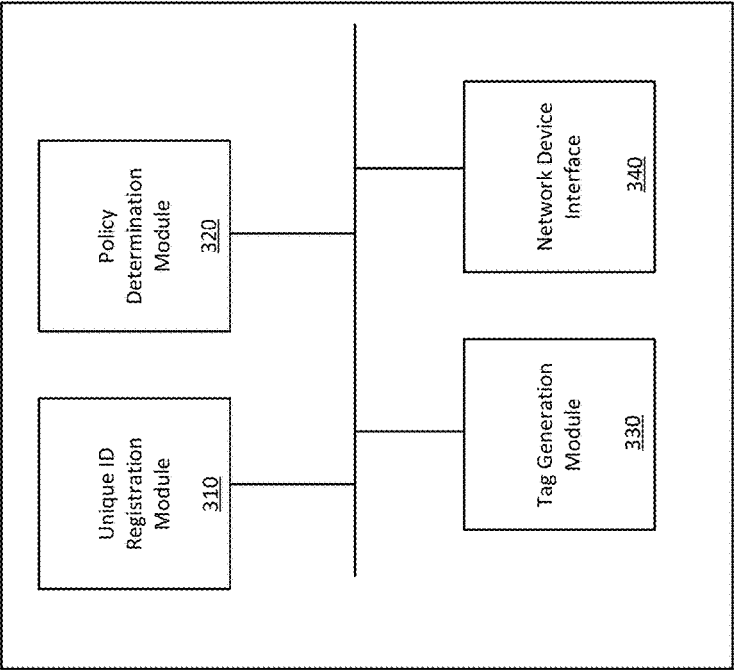 Unique ID
Registration
Module
310
Policy
Determination
Module
320
Tag Generation
Module
330
Network Device
Interface
340